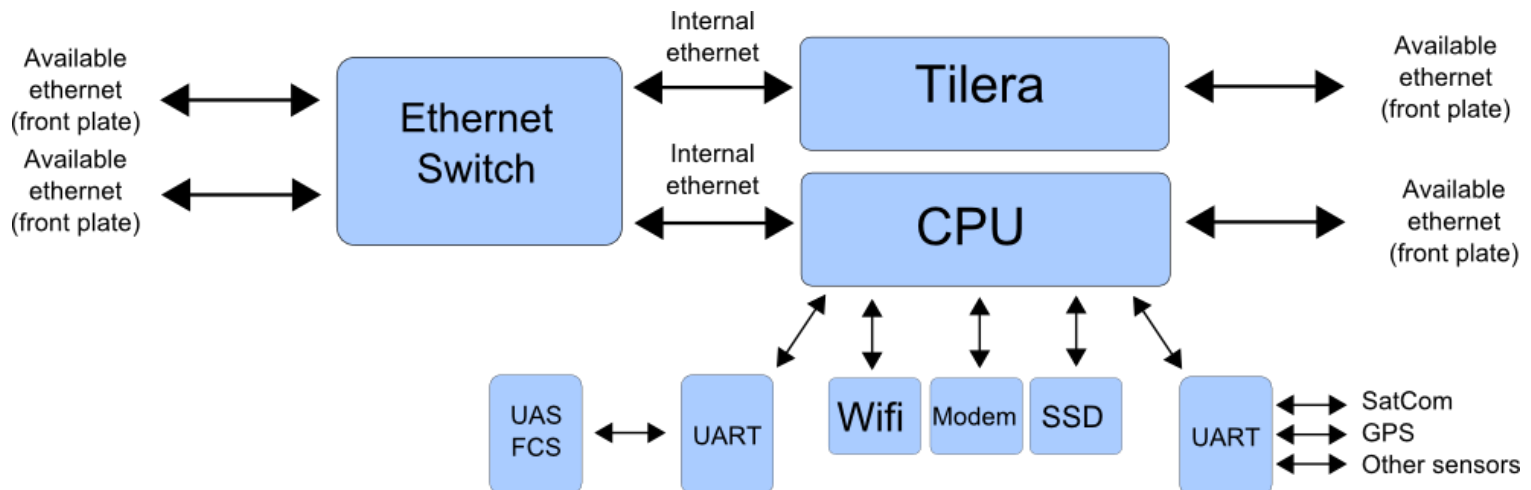 Available
ethernet
(front plate)
Available
ethernet
(front plate)
Ethernet
Switch
Internal
ethernet
Internal
ethernet
Tilera
CPU
Available
ethernet
(front plate)
Available
ethernet
(front plate)
UAS
FCS
UART
Wifi
Modem
SSD
UART
SatCom
GPS
Other sensors